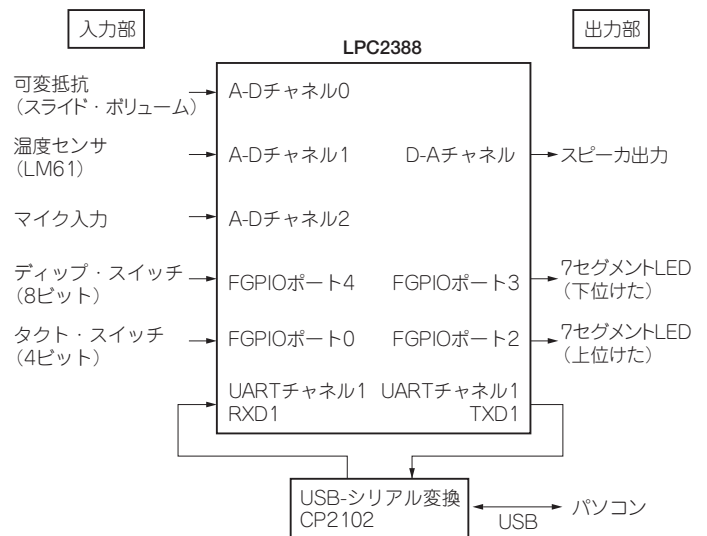 入力部
出力部
LPC2388
可変抵抗
（スライド・ボリューム）
A-Dチャネル0
温度センサ
（LM61）
A-Dチャネル1
D-Aチャネル
スピーカ出力
マイク入力
A-Dチャネル2
ディップ・スイッチ
（8ビット）
FGPIOポート4
FGPIOポート3
7セグメントLED
（下位けた）
タクト・スイッチ
（4ビット）
FGPIOポート0
FGPIOポート2
7セグメントLED
（上位けた）
UARTチャネル1
RXD1
UARTチャネル1
TXD1
USB-シリアル変換
CP2102
USB
パソコン